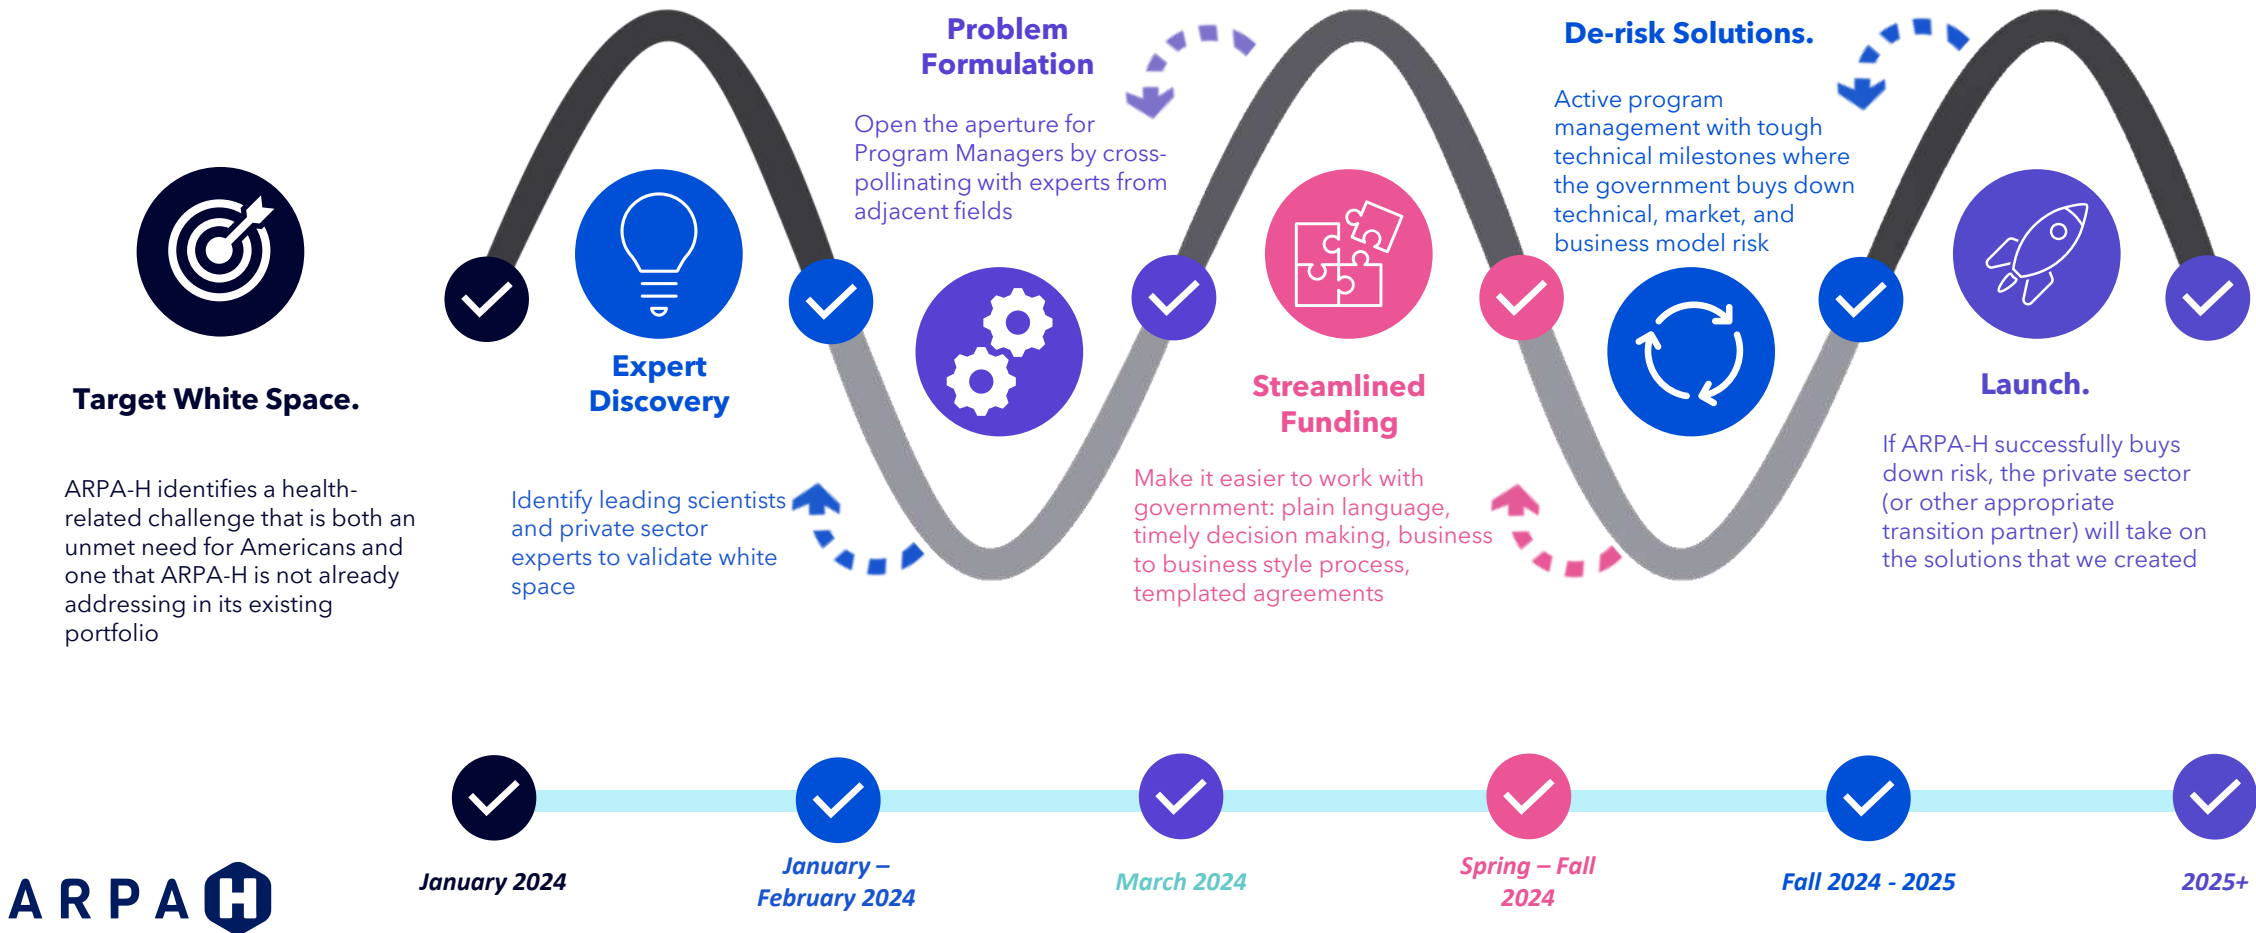 Target White Space.
ARPA-H identifies a health-
related challenge that is both an
unmet need for Americans and
one that ARPA-H is not already
addressing in its existing
portfolio
Expert
Discovery
Identify leading scientists
and private sector
experts to validate white
space
Problem
Formulation
Open the aperture for
Program Managers by cross-
pollinating with experts from
adjacent fields
Streamlined
Funding
Make it easier to work with
government: plain language,
timely decision making, business
to business style process,
templated agreements
De-risk Solutions.
Active program
management with tough
technical milestones where
the government buys down
technical, market, and
business model risk
Launch.
If ARPA-H successfully buys
down risk, the private sector
(or other appropriate
transition partner) will take on
the solutions that we created
January 2024
January –
February 2024
March 2024
Spring – Fall
2024
Fall 2024 - 2025
2025+
ARPA H